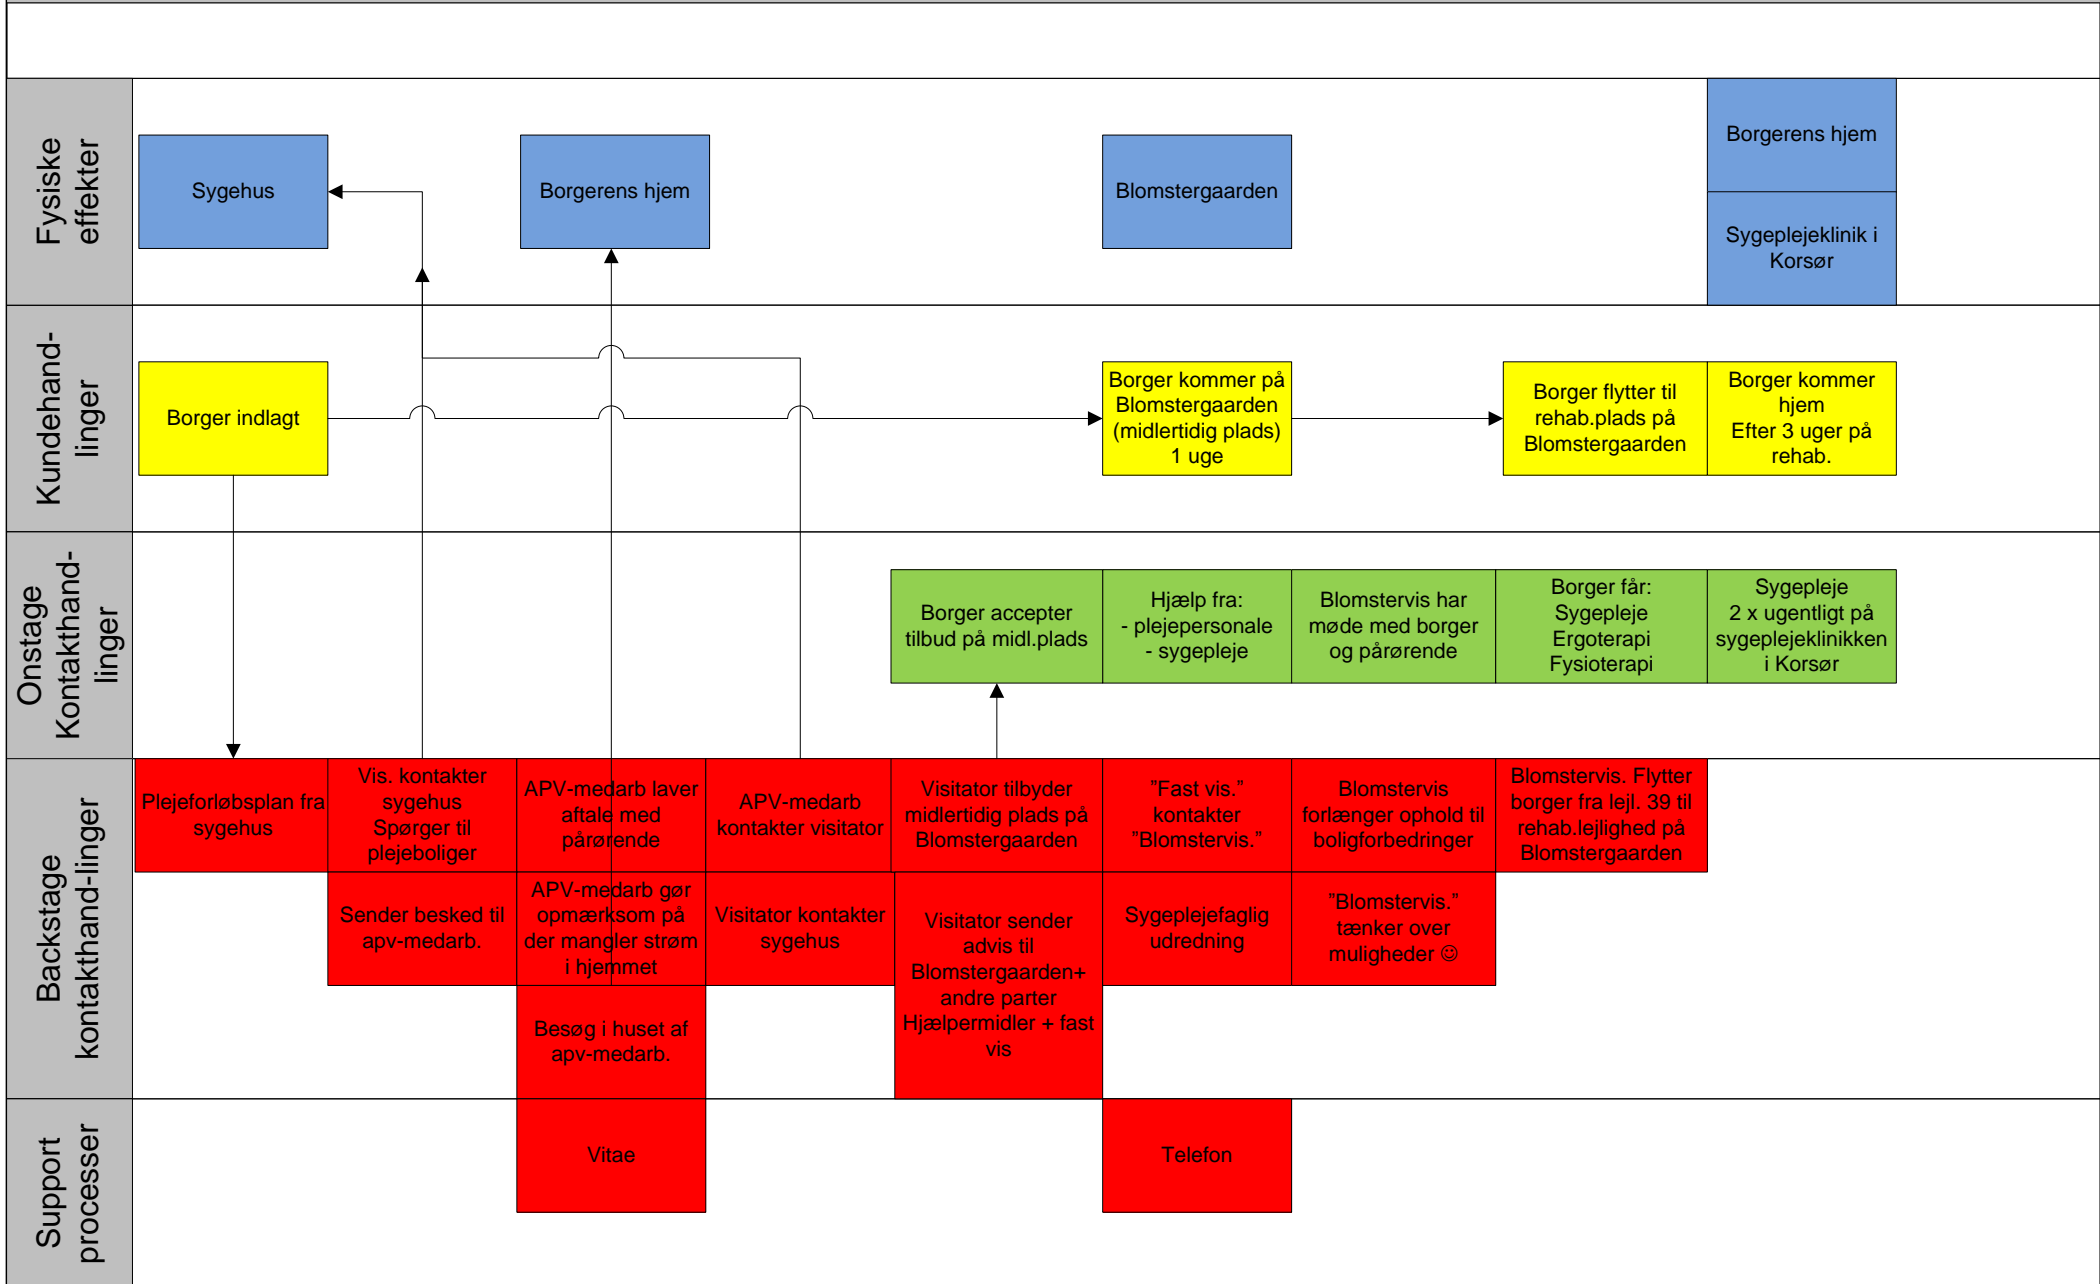 Fysiske
effekter
Sygehus
Borgerens hjem
Blomstergaarden
Borgerens hjem
Sygeplejeklinik i
Korsør
Kundehand-
linger
Borger indlagt
Borger kommer på
Blomstergaarden
(midlertidig plads)
1 uge
Borger flytter til
rehab.plads på
Blomstergaarden
Borger kommer
hjem
Efter 3 uger på
rehab.
Onstage
Kontakthand-
linger
Borger accepter
tilbud på midl.plads
Hjælp fra:
- plejepersonale
- sygepleje
Blomstervis har
møde med borger
og pårørende
Borger får:
Sygepleje
Ergoterapi
Fysioterapi
Sygepleje
2 x ugentligt på
sygeplejeklinikken
i Korsør
Backstage
kontakthand-linger
Plejeforløbsplan fra
sygehus
Vis. kontakter
sygehus
Spørger til
plejeboliger
APV-medarb laver
aftale med
pårørende
APV-medarb
kontakter visitator
Visitator tilbyder
midlertidig plads på
Blomstergaarden
"Fast vis."
kontakter
"Blomstervis."
Blomstervis
forlænger ophold til
boligforbedringer
Blomstervis. Flytter
borger fra lejl. 39 til
rehab.lejlighed på
Blomstergaarden
Sender besked til
apv-medarb.
APV-medarb gør
opmærksom på
der mangler strøm
i hjemmet
Visitator kontakter
sygehus
Visitator sender
advis til
Blomstergaarden+
andre parter
Hjælpermidler + fast
vis
Sygeplejefaglig
udredning
"Blomstervis."
tænker over
muligheder ☺
Besøg i huset af
apv-medarb.
Support
processer
Vitae
Telefon